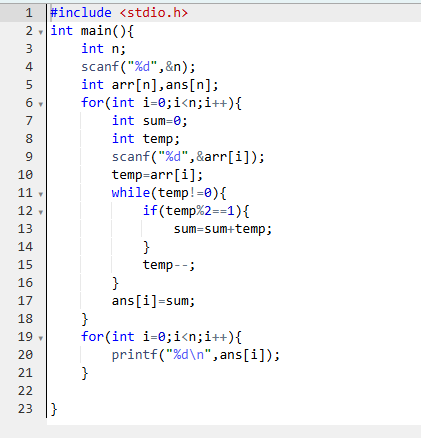 1 #include <stdio.h>
2 int main(){
3     int n;
4     scanf("%d",&n);
5     int arr[n],ans[n];
6     for(int i=0;i<n;i++){
7         int sum=0;
8         int temp;
9         scanf("%d",&arr[i]);
10         temp=arr[i];
11         while(temp!=0){
12             if(temp%2==1){
13                 sum=sum+temp;
14             }
15             temp--;
16         }
17         ans[i]=sum;
18     }
19     for(int i=0;i<n;i++){
20         printf("%d\n",ans[i]);
21     }
22
23 }